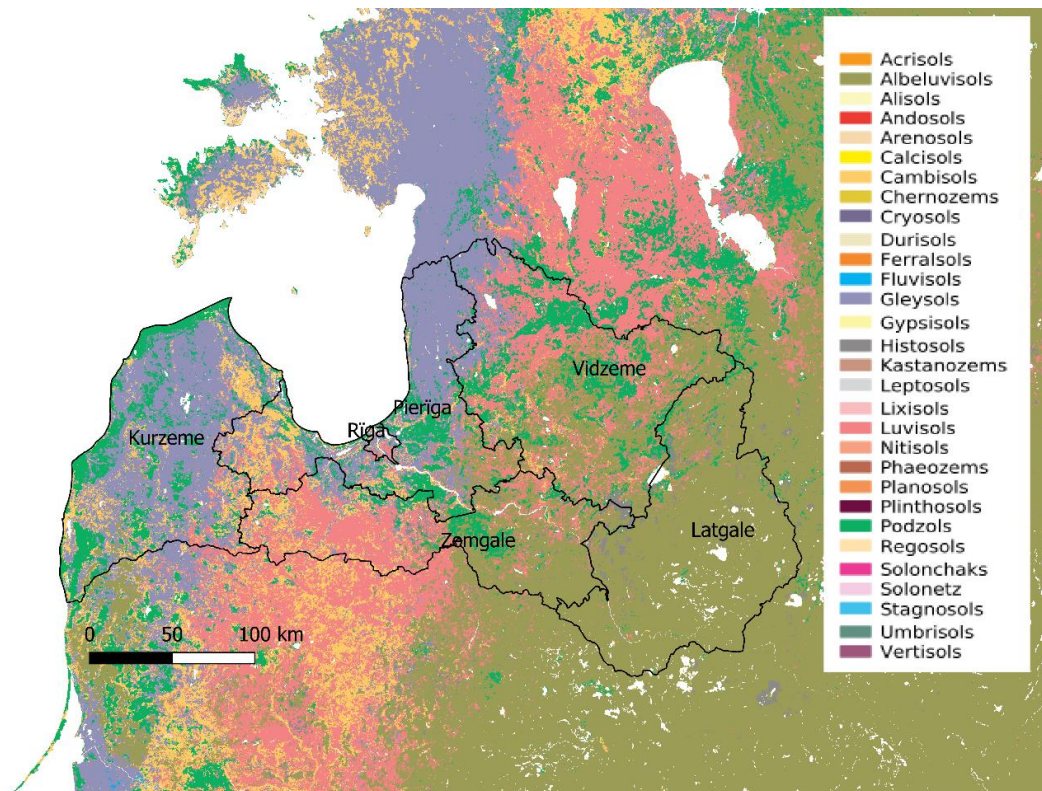 Acrisols
Albeluvisols
Alisols
Andosols
Arenosols
Calcisols
Cambisols
Chernozems
Cryosols
Durisols
Ferralsols
Fluvisols
Gleysols
Gypsisols
Histosols
Kastanozems
Leptosols
Lixisols
Luvisols
Nitisols
Phaeozems
Planosols
Plinthosols
Podzols
Regosols
Solonchaks
Solonetz
Stagnosols
Umbrisols
Vertisols
Vidzeme
Pierïga
Rïga
Kurzeme
Latgale
Zemgale
0 50 100 km